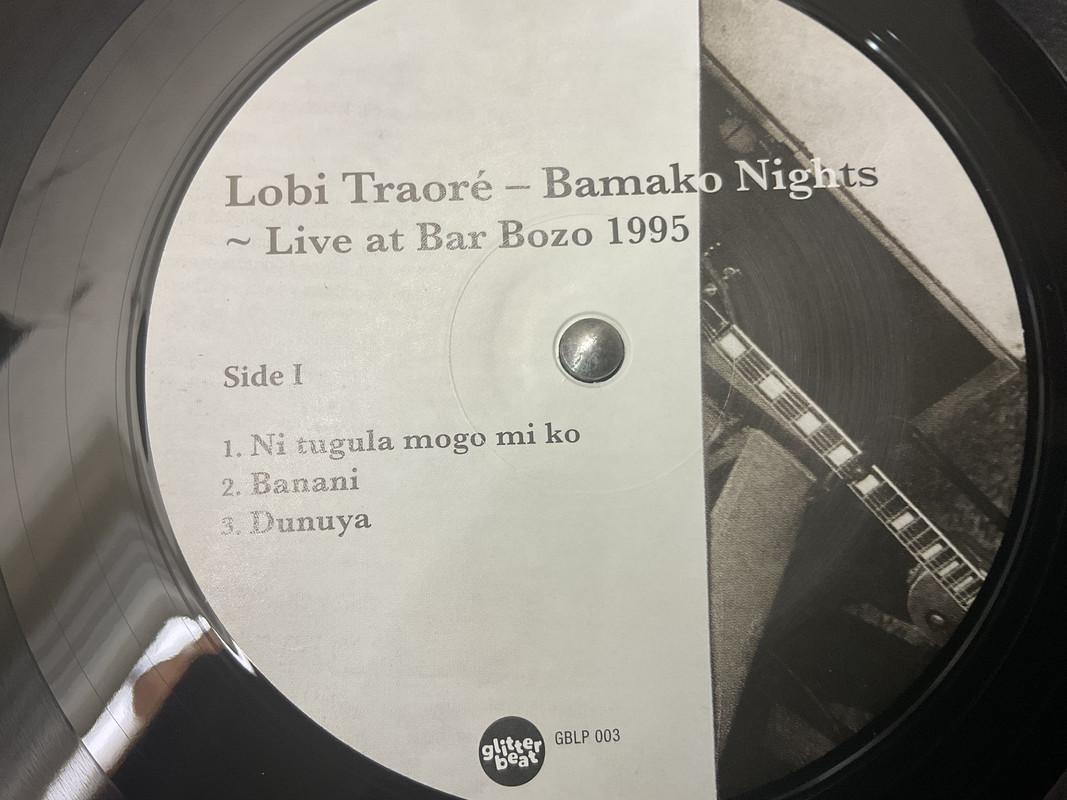 Lobi Traoré – Bamako Nights
~ Live at Bar Bozo 1995
Side I
1. Ni tugula mogo mi ko
2. Banani
3. Dunuya
glitter
beat
GBLP 003